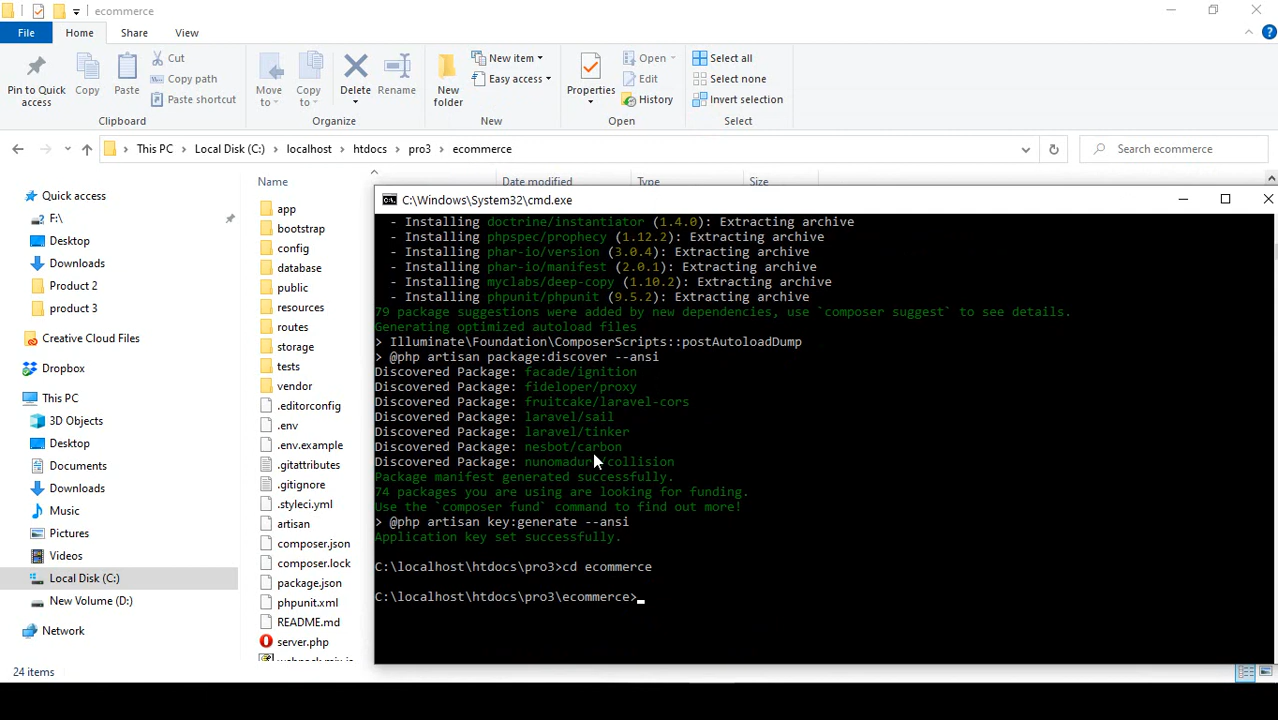 ecommerce
File
Home
Share
View
Pin to Quick access
Copy
Paste
Cut
Copy path
Paste shortcut
Clipboard
Move to
Copy to
Delete
Rename
Organize
New folder
New item
Easy access
New
Properties
Open
Edit
History
Open
Select all
Select none
Invert selection
Select
This PC
Local Disk (C:)
localhost
htdocs
pro3
ecommerce
Search ecommerce
Quick access
F:\
Desktop
Downloads
Product 2
product 3
Creative Cloud Files
Dropbox
This PC
3D Objects
Desktop
Documents
Downloads
Music
Pictures
Videos
Local Disk (C:)
New Volume (D:)
Network
24 items
Name
Date modified
Type
Size
app
bootstrap
config
database
public
resources
routes
storage
tests
vendor
.editorconfig
.env
.env.example
.gitattributes
.gitignore
.styleci.yml
artisan
composer.json
composer.lock
package.json
phpunit.xml
README.md
server.php
webpack.mix.js
C:\Windows\System32\cmd.exe
- Installing doctrine/instantiator (1.4.0): Extracting archive
- Installing phpspec/prophecy (1.12.2): Extracting archive
- Installing phar-io/version (3.0.4): Extracting archive
- Installing phar-io/manifest (2.0.1): Extracting archive
- Installing myclabs/deep-copy (1.10.2): Extracting archive
- Installing phpunit/phpunit (9.5.2): Extracting archive
79 package suggestions were added by new dependencies, use `composer suggest` to see details.
Generating optimized autoload files
> Illuminate\Foundation\ComposerScripts::postAutoloadDump
> @php artisan package:discover --ansi
Discovered Package: facade/ignition
Discovered Package: fideloper/proxy
Discovered Package: fruitcake/laravel-cors
Discovered Package: laravel/sail
Discovered Package: laravel/tinker
Discovered Package: nesbot/carbon
Discovered Package: nunomaduro/collision
Package manifest generated successfully.
74 packages you are using are looking for funding.
Use the `composer fund` command to find out more!
> @php artisan key:generate --ansi
Application key set successfully.
C:\localhost\htdocs\pro3>cd ecommerce
C:\localhost\htdocs\pro3\ecommerce>